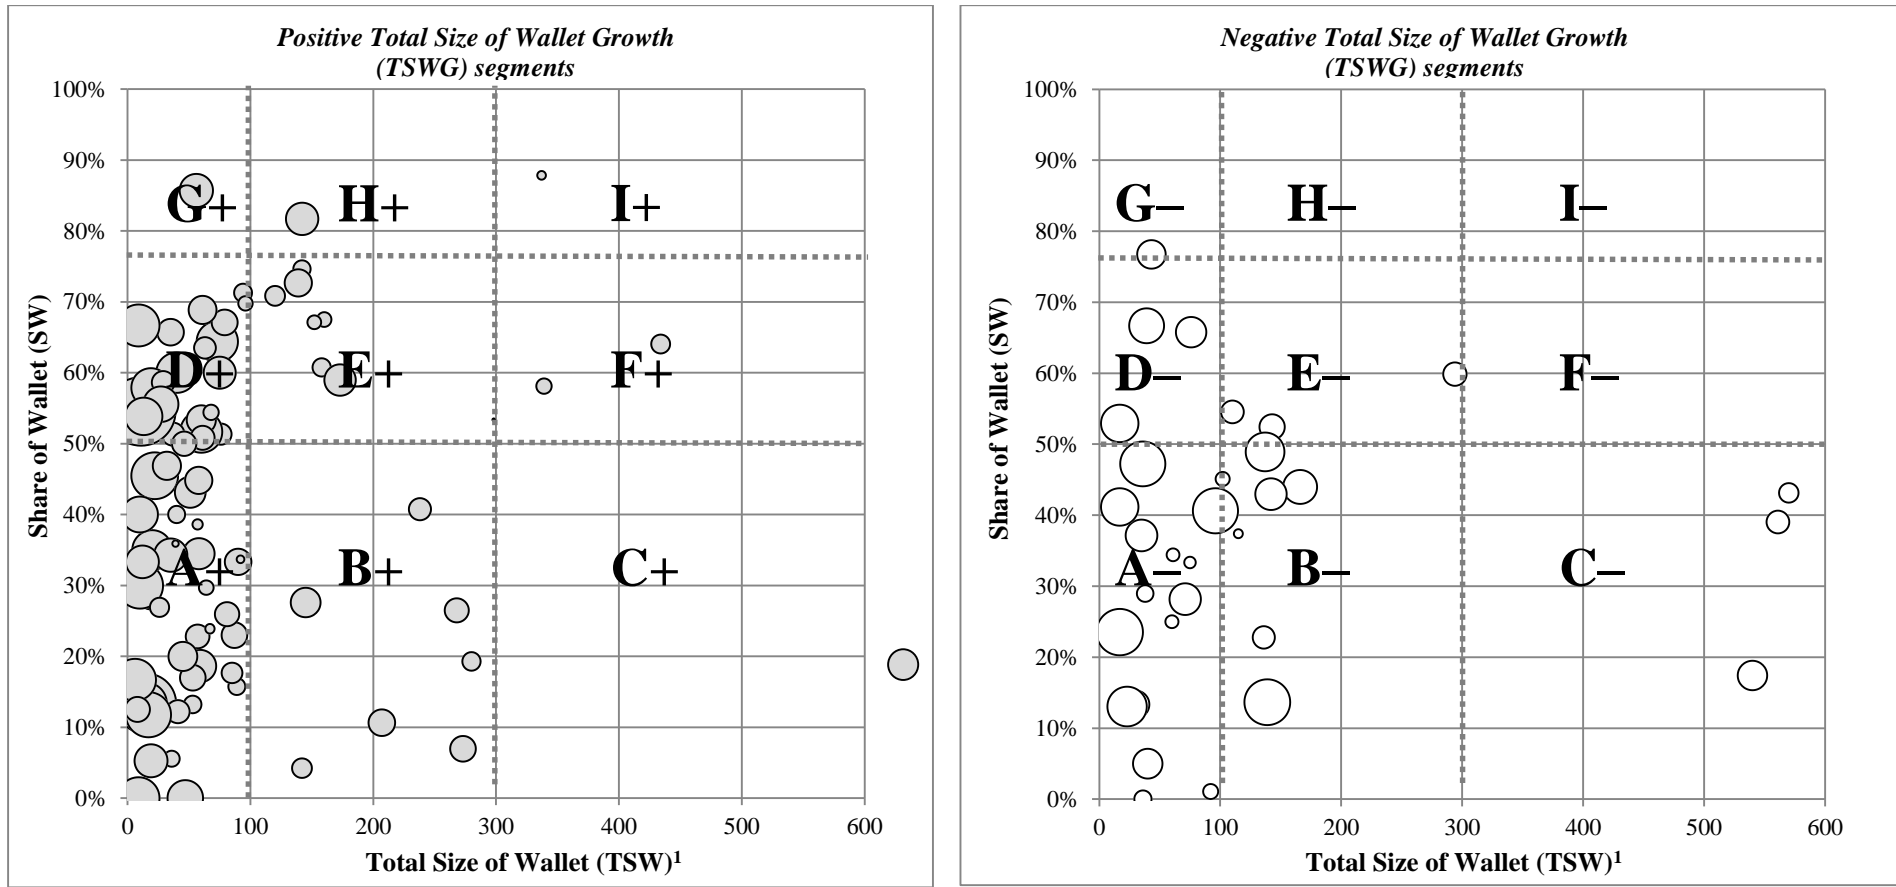 Positive Total Size of Wallet Growth
(TSWG) segments
100%
90%
80%
70%
60%
50%
40%
30%
20%
10%
0%
Share of Wallet (SW)
G+ H+ I+
D+ E+ F+
A+ B+ C+
0 100 200 300 400 500 600
Total Size of Wallet (TSW)¹
Negative Total Size of Wallet Growth
(TSWG) segments
100%
90%
80%
70%
60%
50%
40%
30%
20%
10%
0%
Share of Wallet (SW)
G– H– I–
D– E– F–
A– B– C–
0 100 200 300 400 500 600
Total Size of Wallet (TSW)¹